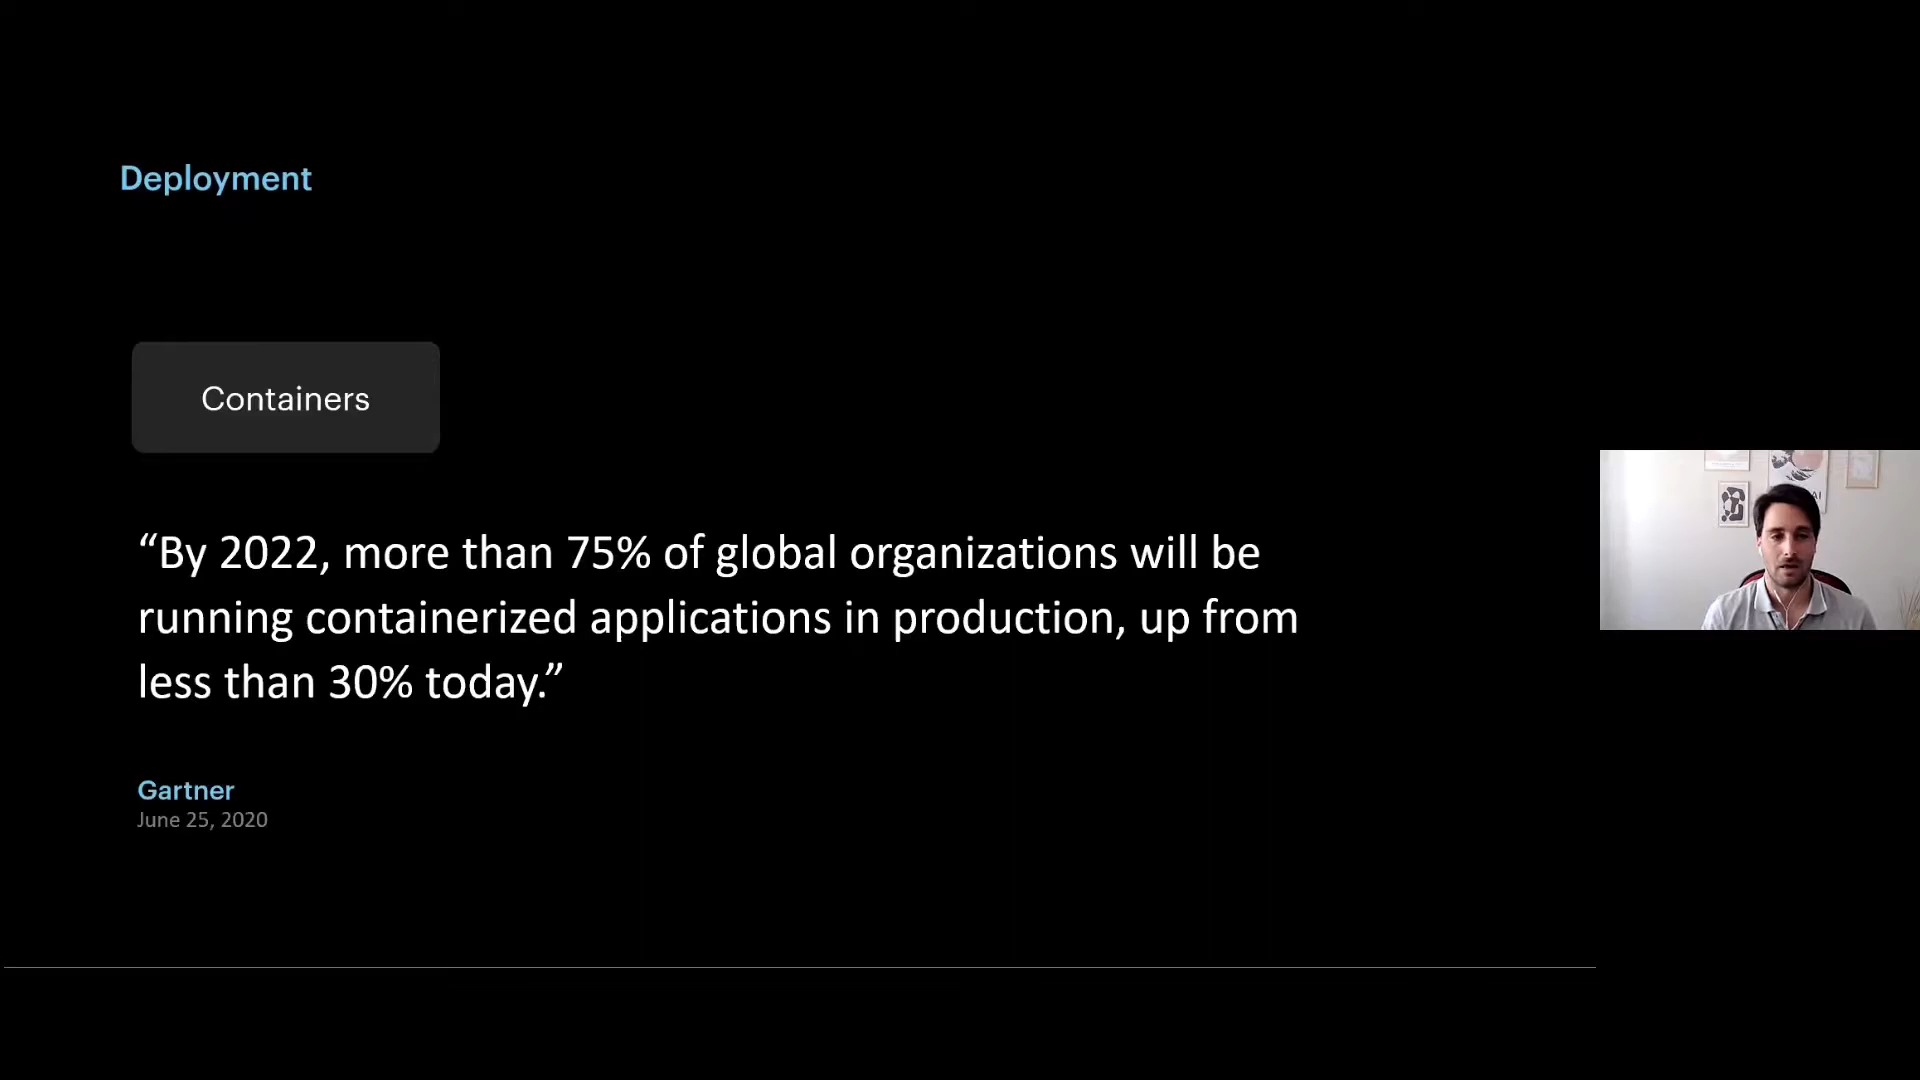 Deployment
Containers
“By 2022, more than 75% of global organizations will be
running containerized applications in production, up from
less than 30% today.”
Gartner
June 25, 2020